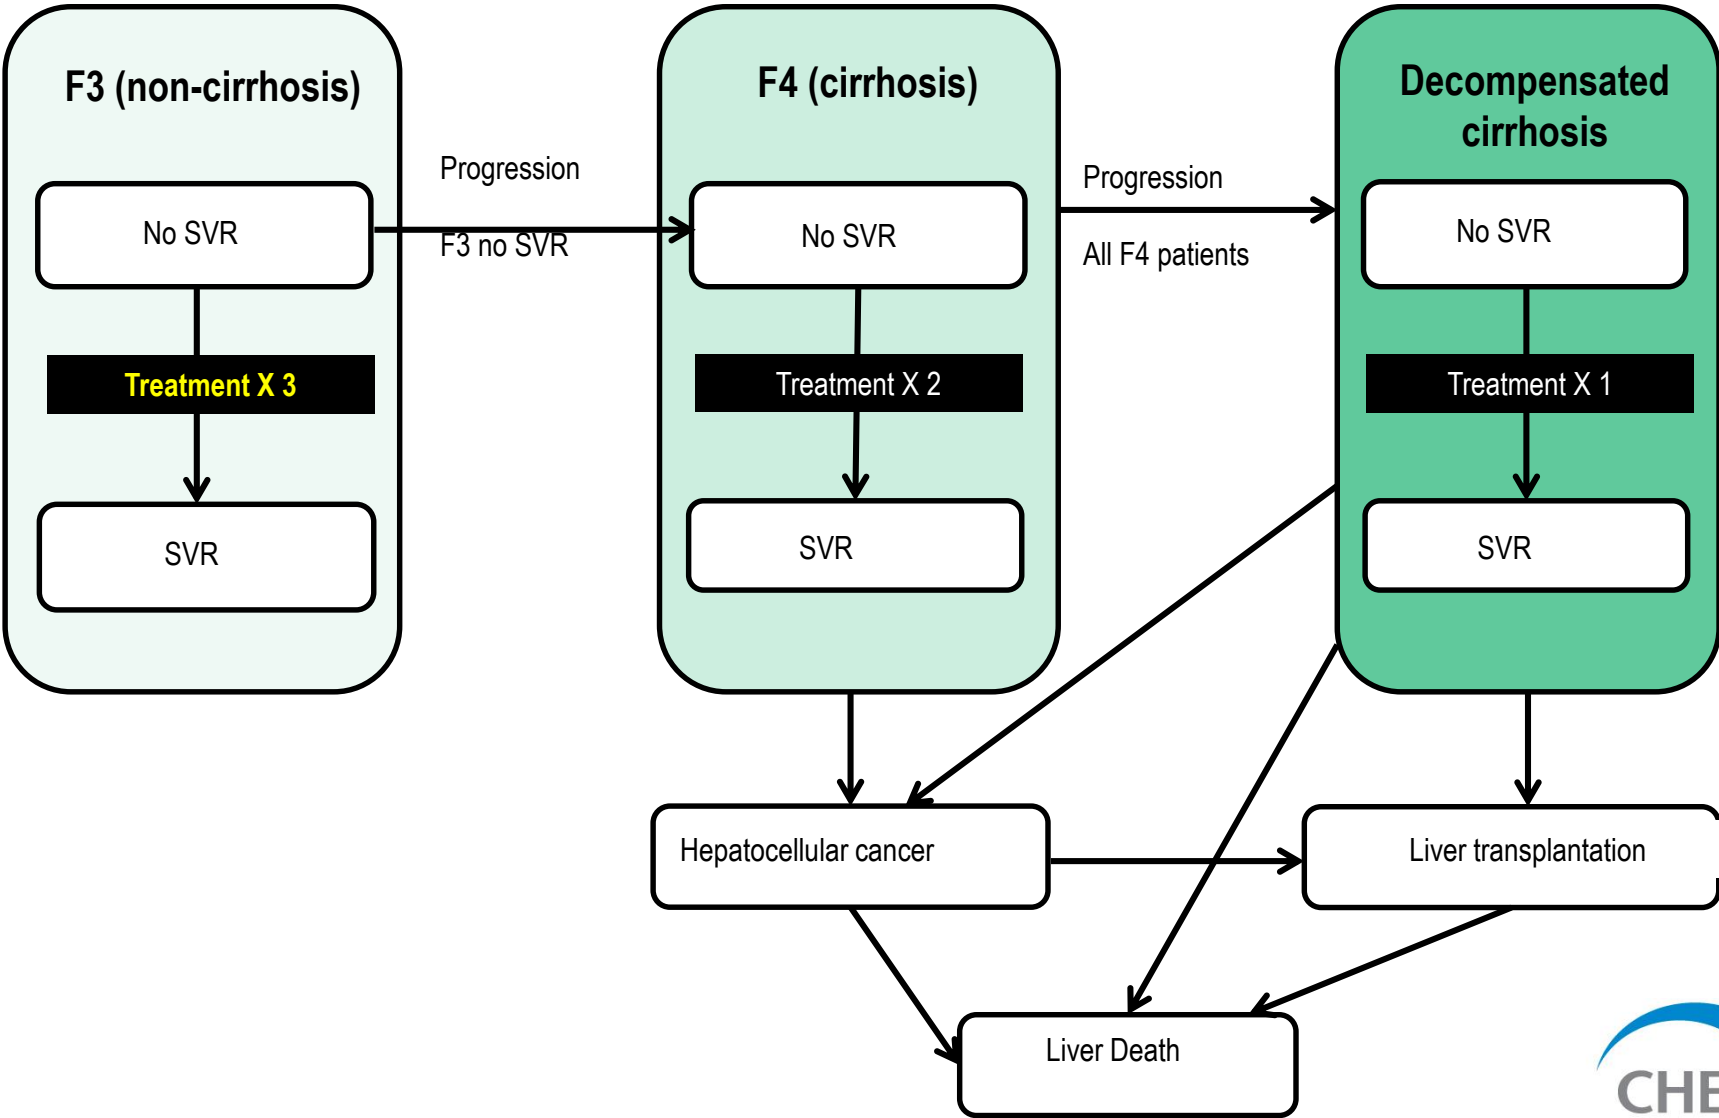 F3 (non-cirrhosis)
No SVR
Treatment X 3
SVR
Progression
F3 no SVR
F4 (cirrhosis)
No SVR
Treatment X 2
SVR
Progression
All F4 patients
Decompensated
cirrhosis
No SVR
Treatment X 1
SVR
Hepatocellular cancer
Liver transplantation
Liver Death